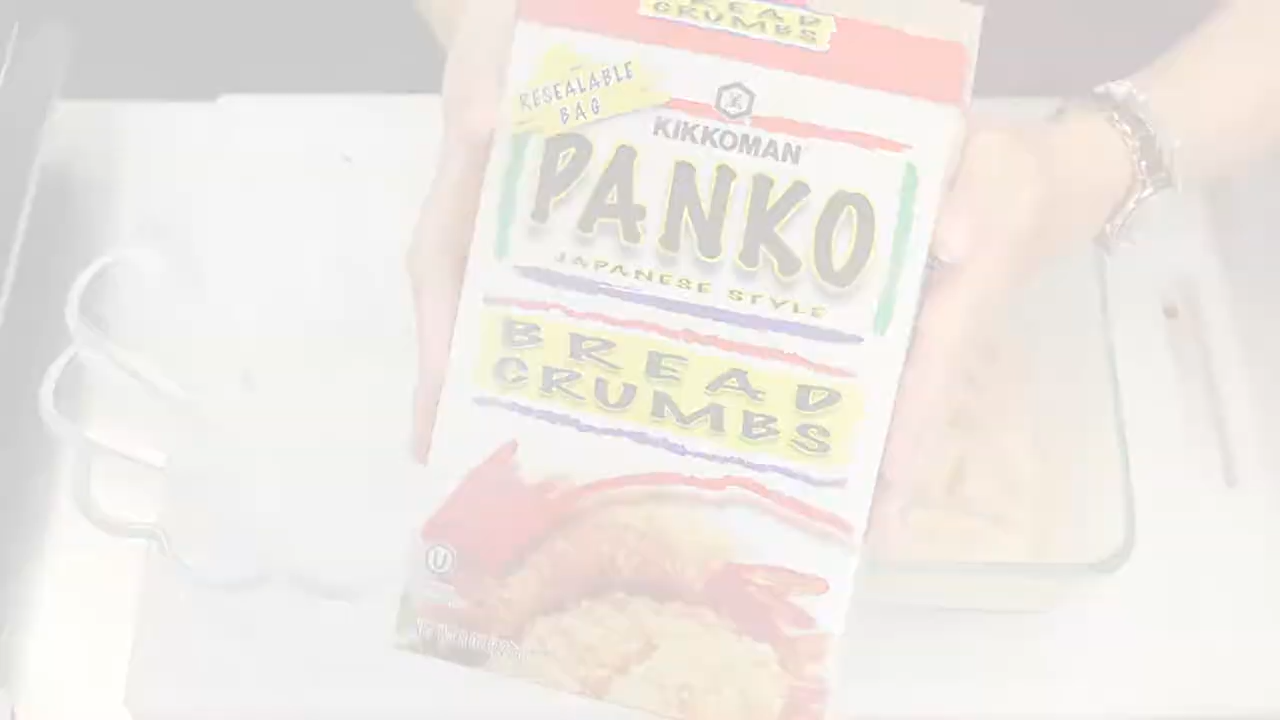 BREAD
CRUMBS
RESEALABLE
BAG
KIKKOMAN
PANKO
JAPANESE STYLE
BREAD
CRUMBS
U